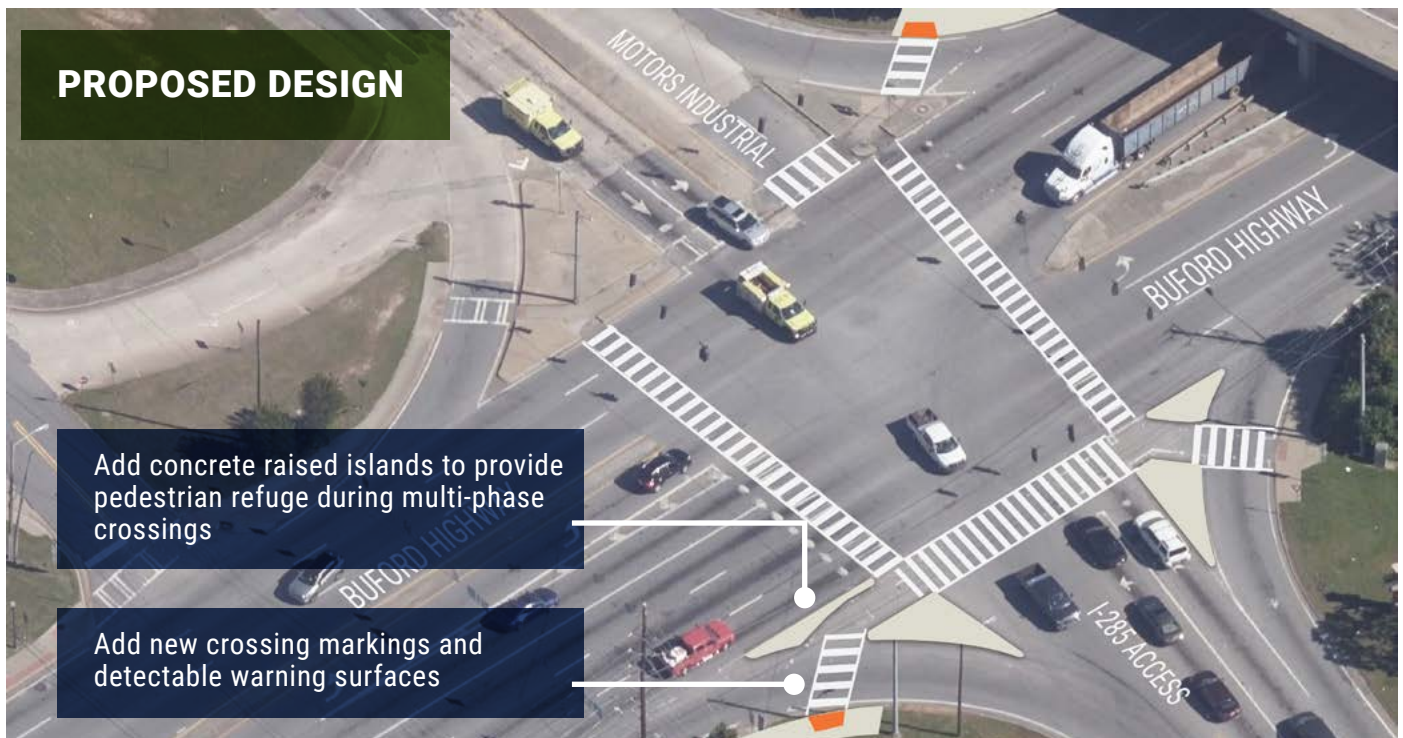 PROPOSED DESIGN
MOTORS INDUSTRIAL
BUFORD HIGHWAY
Add concrete raised islands to provide
pedestrian refuge during multi-phase
crossings
BUFORD HIGHWAY
Add new crossing markings and
detectable warning surfaces
I-285 ACCESS